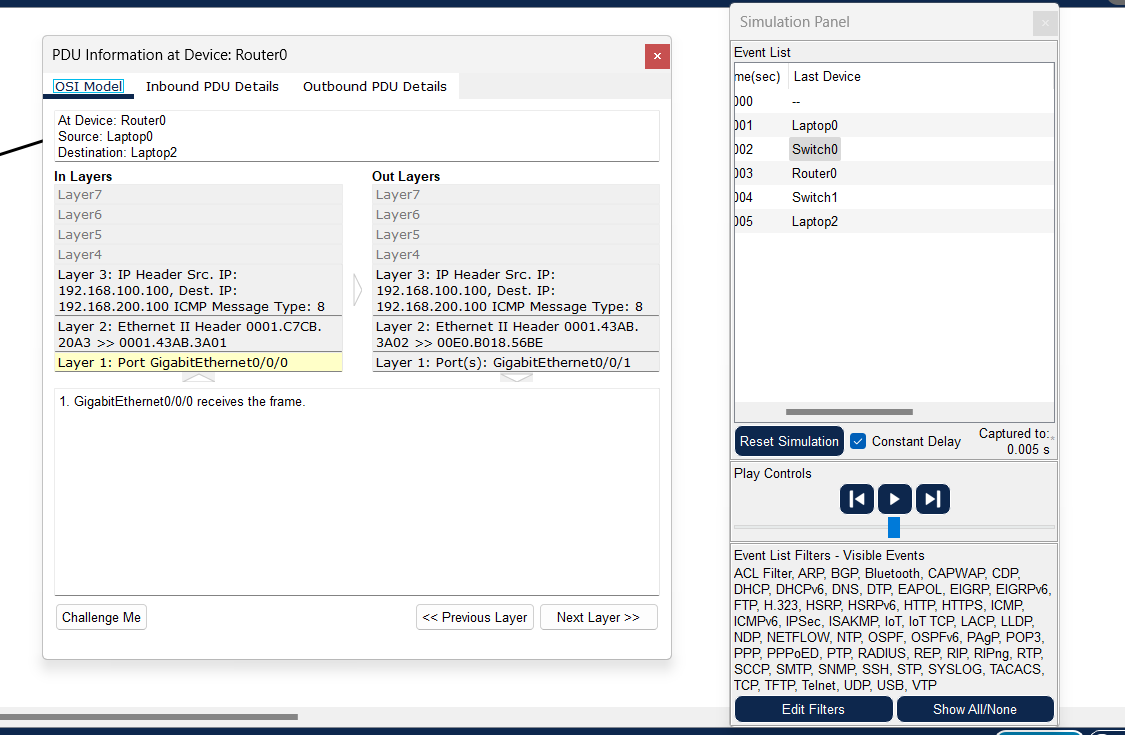 PDU Information at Device: Router0
OSI Model Inbound PDU Details Outbound PDU Details
At Device: Router0
Source: Laptop0
Destination: Laptop2
In Layers
Layer7
Layer6
Layer5
Layer4
Layer 3: IP Header Src. IP:
192.168.100.100, Dest. IP:
192.168.200.100 ICMP Message Type: 8
Layer 2: Ethernet II Header 0001.C7CB.
20A3 >> 0001.43AB.3A01
Layer 1: Port GigabitEthernet0/0/0
Out Layers
Layer7
Layer6
Layer5
Layer4
Layer 3: IP Header Src. IP:
192.168.100.100, Dest. IP:
192.168.200.100 ICMP Message Type: 8
Layer 2: Ethernet II Header 0001.43AB.
3A02 >> 00E0.B018.56BE
Layer 1: Port(s): GigabitEthernet0/0/1
1. GigabitEthernet0/0/0 receives the frame.
Challenge Me << Previous Layer Next Layer >>
Simulation Panel
Event List
me(sec) Last Device
000 --
001 Laptop0
002 Switch0
003 Router0
004 Switch1
005 Laptop2
Reset Simulation Constant Delay
Captured to:*
0.005 s
Play Controls
Event List Filters - Visible Events
ACL Filter, ARP, BGP, Bluetooth, CAPWAP, CDP,
DHCP, DHCPv6, DNS, DTP, EAPOL, EIGRP, EIGRPv6,
FTP, H.323, HSRP, HSRPv6, HTTP, HTTPS, ICMP,
ICMPv6, IPSec, ISAKMP, IoT, IoT TCP, LACP, LLDP,
NDP, NETFLOW, NTP, OSPF, OSPFv6, PAgP, POP3,
PPP, PPPoED, PTP, RADIUS, REP, RIP, RIPng, RTP,
SCCP, SMTP, SNMP, SSH, STP, SYSLOG, TACACS,
TCP, TFTP, Telnet, UDP, USB, VTP
Edit Filters Show All/None